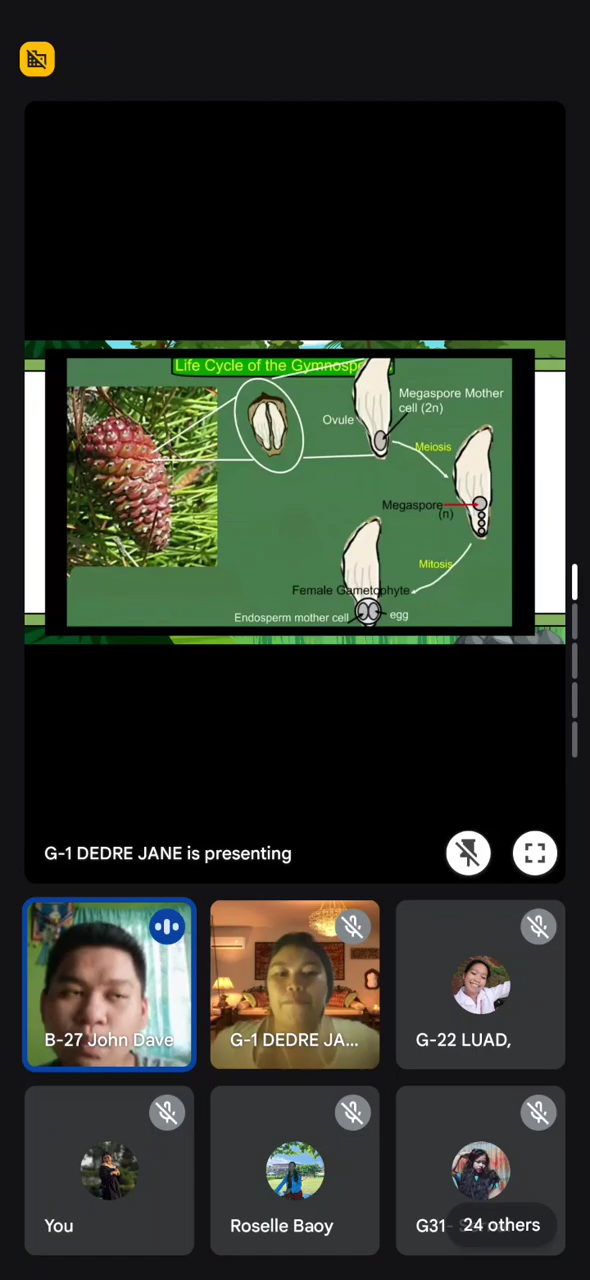 Life Cycle of the Gymnospe
Megaspore Mother
cell (2n)
Ovule
Meiosis
Megaspore
(n)
Mitosis
Female Gametophyte
Endosperm mother cell
egg
G-1 DEDRE JANE is presenting
B-27 John Dave
G-1 DEDRE JA...
G-22 LUAD,
You
Roselle Baoy
G31-
24 others